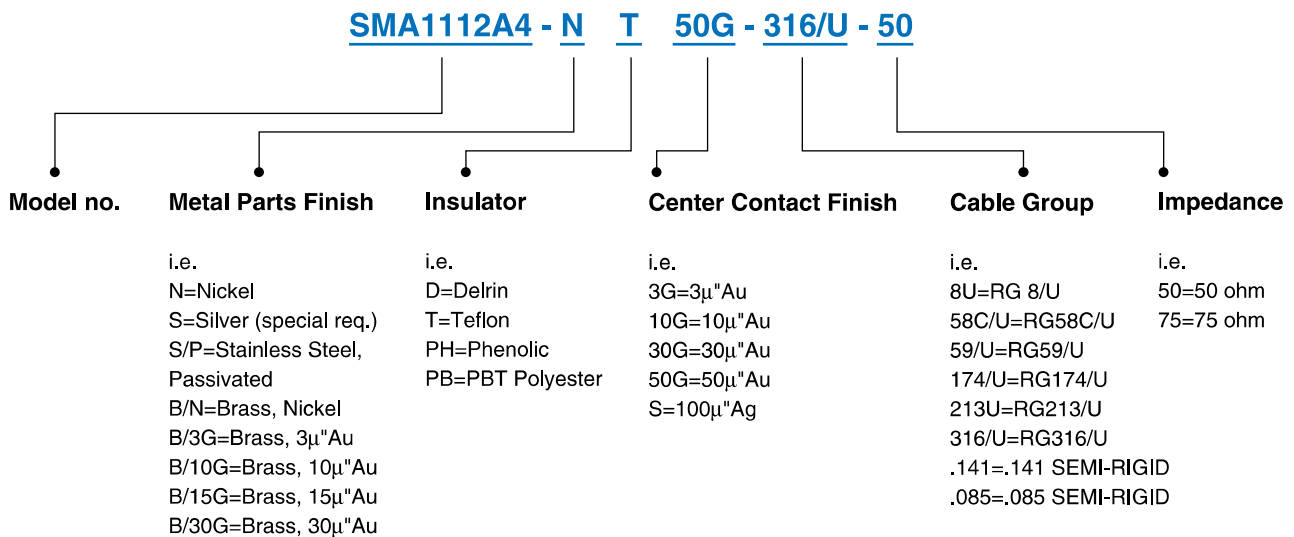 SMA1112A4 - N T 50G - 316/U - 50
Model no.
Metal Parts Finish
i.e.
N=Nickel
S=Silver (special req.)
S/P=Stainless Steel,
Passivated
B/N=Brass, Nickel
B/3G=Brass, 3µ"Au
B/10G=Brass, 10µ"Au
B/15G=Brass, 15µ"Au
B/30G=Brass, 30µ"Au
Insulator
i.e.
D=Delrin
T=Teflon
PH=Phenolic
PB=PBT Polyester
Center Contact Finish
i.e.
3G=3µ"Au
10G=10µ"Au
30G=30µ"Au
50G=50µ"Au
S=100µ"Ag
Cable Group
i.e.
8U=RG 8/U
58C/U=RG58C/U
59/U=RG59/U
174/U=RG174/U
213U=RG213/U
316/U=RG316/U
.141=.141 SEMI-RIGID
.085=.085 SEMI-RIGID
Impedance
i.e.
50=50 ohm
75=75 ohm